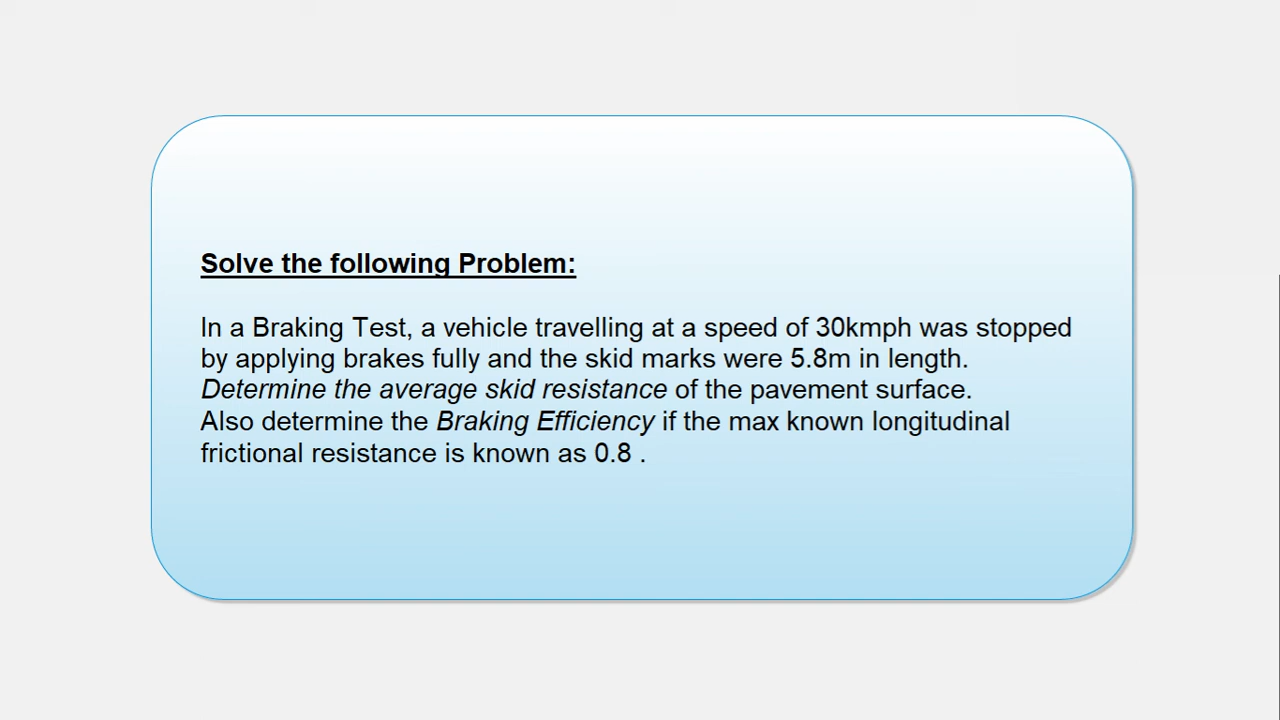 Solve the following Problem:
In a Braking Test, a vehicle travelling at a speed of 30kmph was stopped
by applying brakes fully and the skid marks were 5.8m in length.
Determine the average skid resistance of the pavement surface.
Also determine the Braking Efficiency if the max known longitudinal
frictional resistance is known as 0.8 .